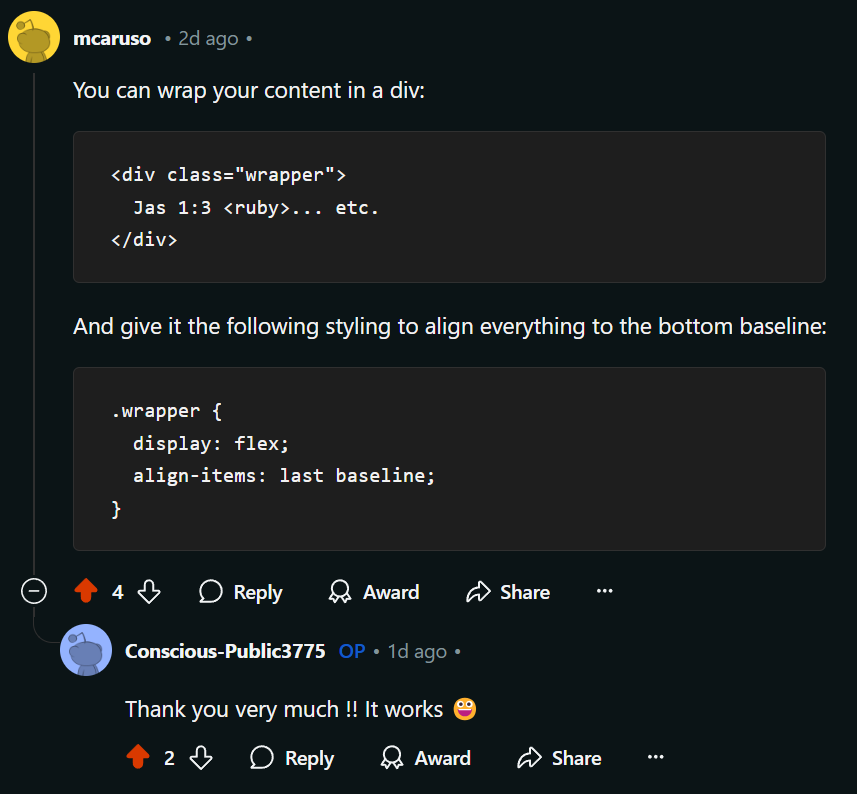 mcaruso • 2d ago •
You can wrap your content in a div:
<div class="wrapper">
  Jas 1:3 <ruby>... etc.
</div>
And give it the following styling to align everything to the bottom baseline:
.wrapper {
  display: flex;
  align-items: last baseline;
}
4 Reply Award Share ...
Conscious-Public3775 OP • 1d ago •
Thank you very much !! It works 😀
2 Reply Award Share ...